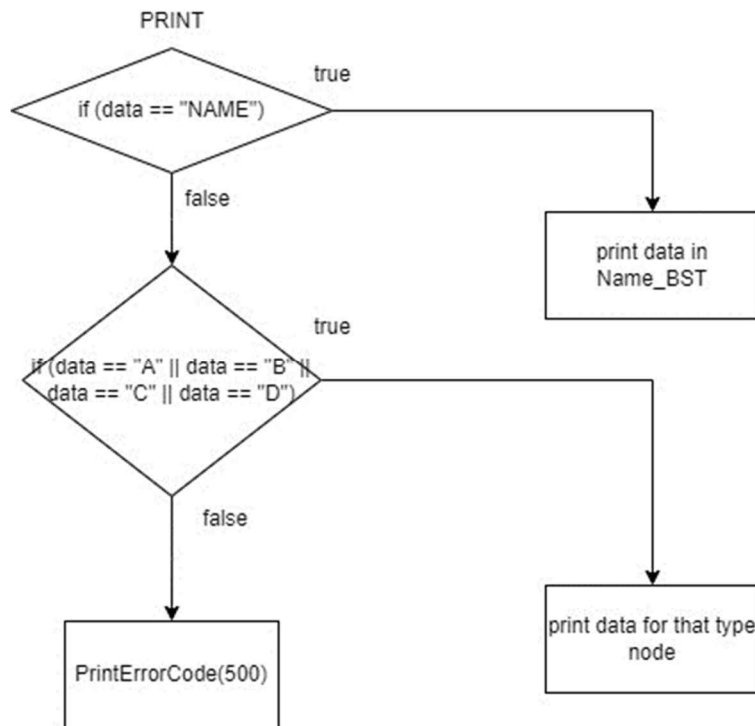 PRINT
true
if (data == "NAME")
false
print data in
Name_BST
true
if (data == "A" || data == "B" ||
data == "C" || data == "D")
false
print data for that type
node
PrintErrorCode(500)